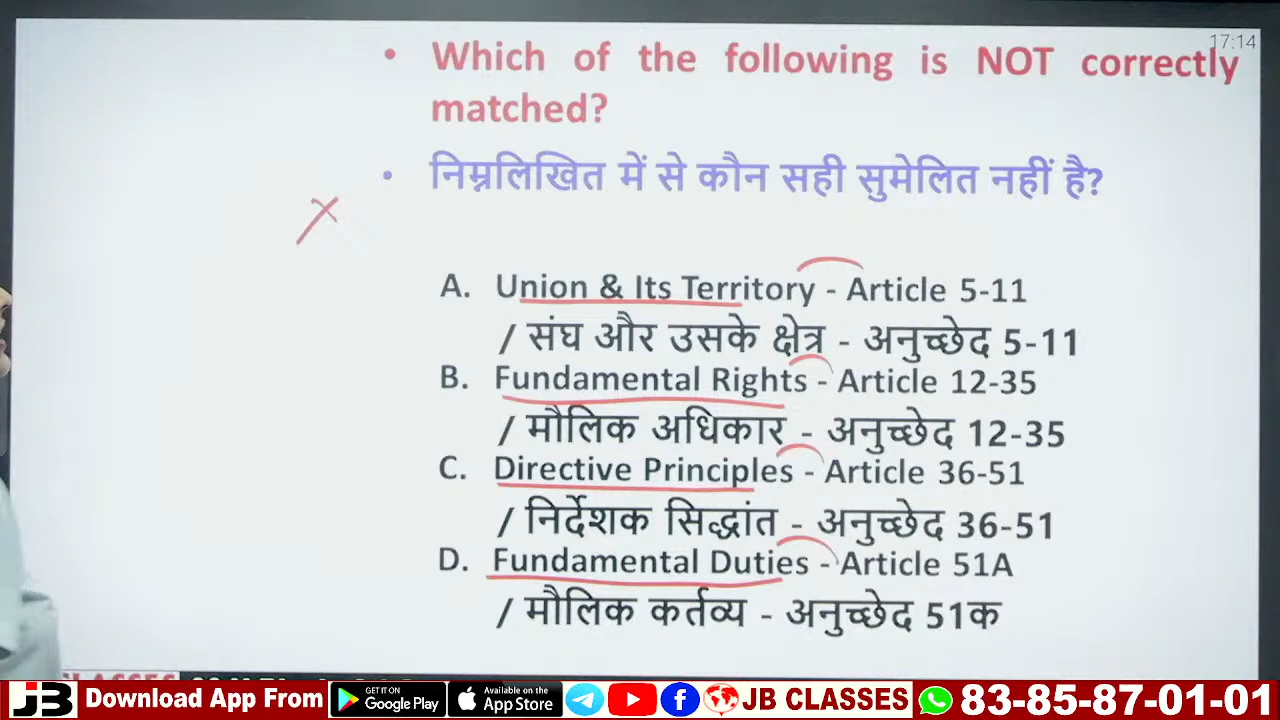 17:14
• Which of the following is NOT correctly
matched?
• निम्नलिखित में से कौन सही सुमेलित नहीं है?
A. Union & Its Territory - Article 5-11
/ संघ और उसके क्षेत्र - अनुच्छेद 5-11
B. Fundamental Rights - Article 12-35
/ मौलिक अधिकार - अनुच्छेद 12-35
C. Directive Principles - Article 36-51
/ निर्देशक सिद्धांत - अनुच्छेद 36-51
D. Fundamental Duties - Article 51A
/ मौलिक कर्तव्य - अनुच्छेद 51क
JB Download App From GET IT ON Google Play Available on the App Store JB CLASSES 83-85-87-01-01